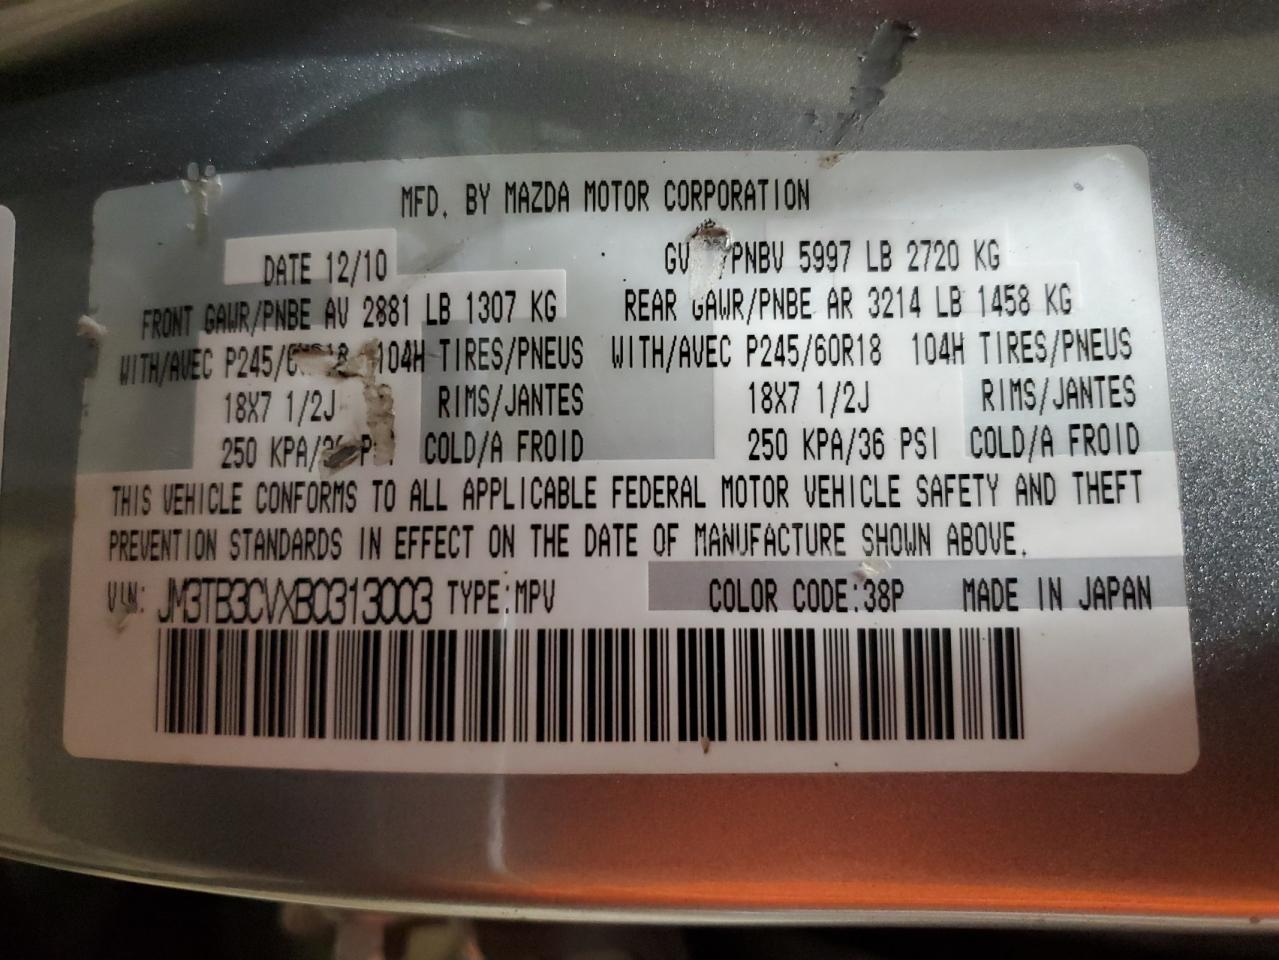 MFD. BY MAZDA MOTOR CORPORATION
DATE 12/10 /PNBV 5997 LB 2720 KG
FRONT GAWR/PNBE AV 2881 LB 1307 KG REAR GAWR/PNBE AR 3214 LB 1458 KG
WITH/AVEC 104H TIRES/PNEUS WITH/AVEC P245/60R18 104H TIRES/PNEUS
18X7 1/2J RIMS/JANTES 18X7 1/2J RIMS/JANTES
250 COLD/A FROID 250 KPA/36 PSI COLD/A FROID
THIS VEHICLE CONFORMS TO ALL APPLICABLE FEDERAL MOTOR VEHICLE SAFETY AND THEFT
PREVENTION STANDARDS IN EFFECT ON THE DATE OF MANUFACTURE SHOWN ABOVE.
VIN: JM3TB3CVXB0313003 TYPE:MPV COLOR CODE:38P MADE IN JAPAN